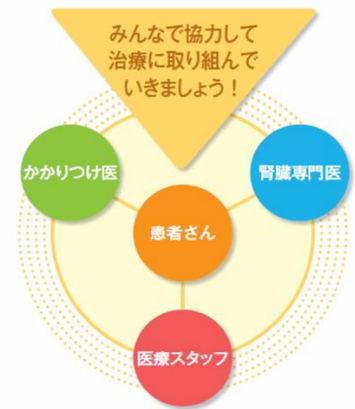 みんなで協力して
治療に取り組んで
いきましょう！
かかりつけ医
腎臓専門医
患者さん
医療スタッフ